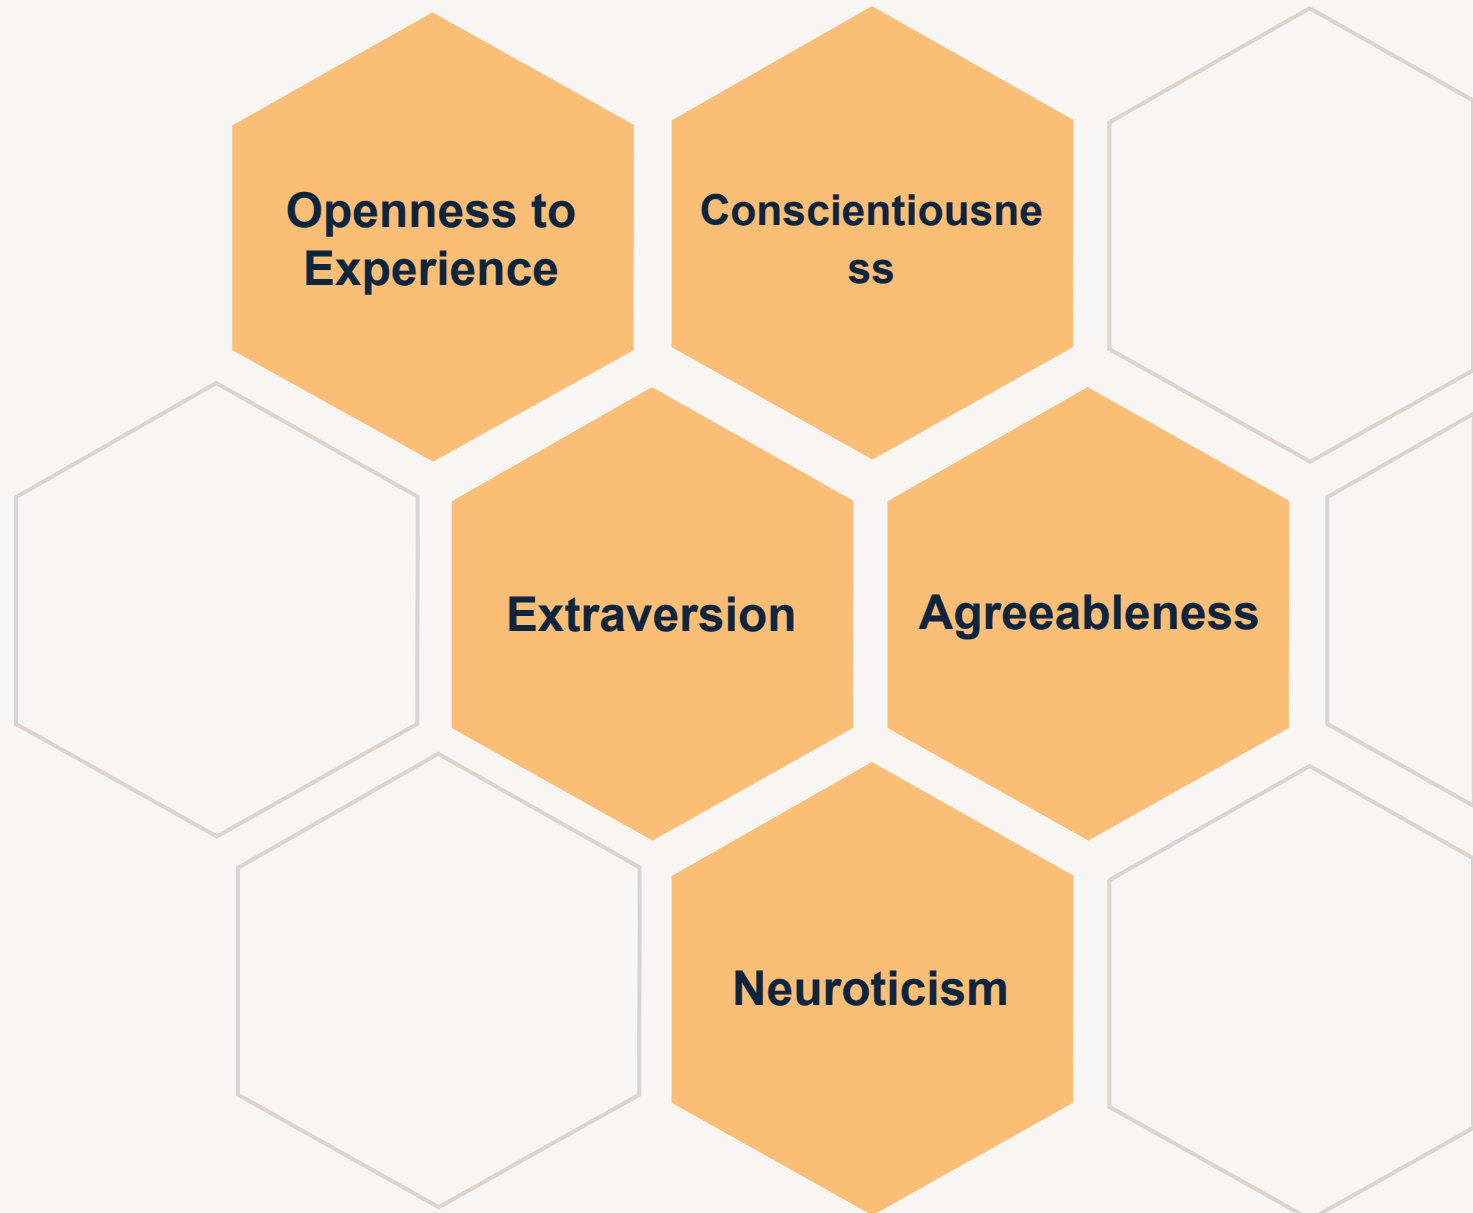 Openness to
Experience
Conscientiousne
ss
Extraversion
Agreeableness
Neuroticism